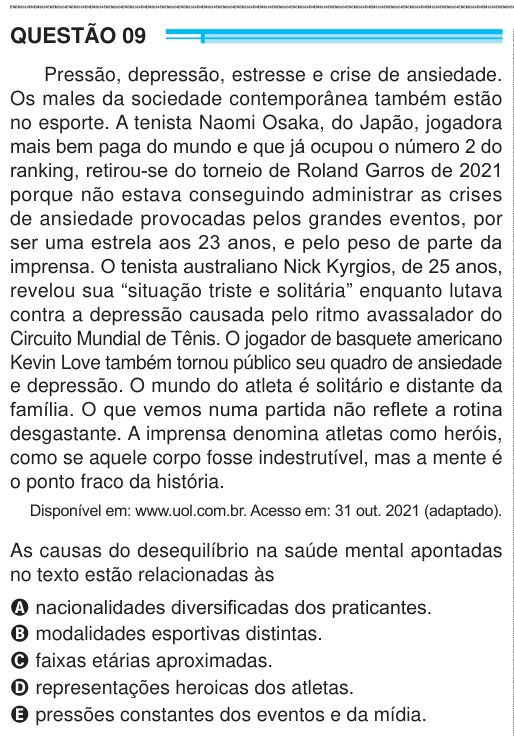 QUESTÃO 09
Pressão, depressão, estresse e crise de ansiedade.
Os males da sociedade contemporânea também estão
no esporte. A tenista Naomi Osaka, do Japão, jogadora
mais bem paga do mundo e que já ocupou o número 2 do
ranking, retirou-se do torneio de Roland Garros de 2021
porque não estava conseguindo administrar as crises
de ansiedade provocadas pelos grandes eventos, por
ser uma estrela aos 23 anos, e pelo peso de parte da
imprensa. O tenista australiano Nick Kyrgios, de 25 anos,
revelou sua “situação triste e solitária” enquanto lutava
contra a depressão causada pelo ritmo avassalador do
Circuito Mundial de Tênis. O jogador de basquete americano
Kevin Love também tornou público seu quadro de ansiedade
e depressão. O mundo do atleta é solitário e distante da
família. O que vemos numa partida não reflete a rotina
desgastante. A imprensa denomina atletas como heróis,
como se aquele corpo fosse indestrutível, mas a mente é
o ponto fraco da história.
Disponível em: www.uol.com.br. Acesso em: 31 out. 2021 (adaptado).
As causas do desequilíbrio na saúde mental apontadas
no texto estão relacionadas às
A nacionalidades diversificadas dos praticantes.
B modalidades esportivas distintas.
C faixas etárias aproximadas.
D representações heroicas dos atletas.
E pressões constantes dos eventos e da mídia.